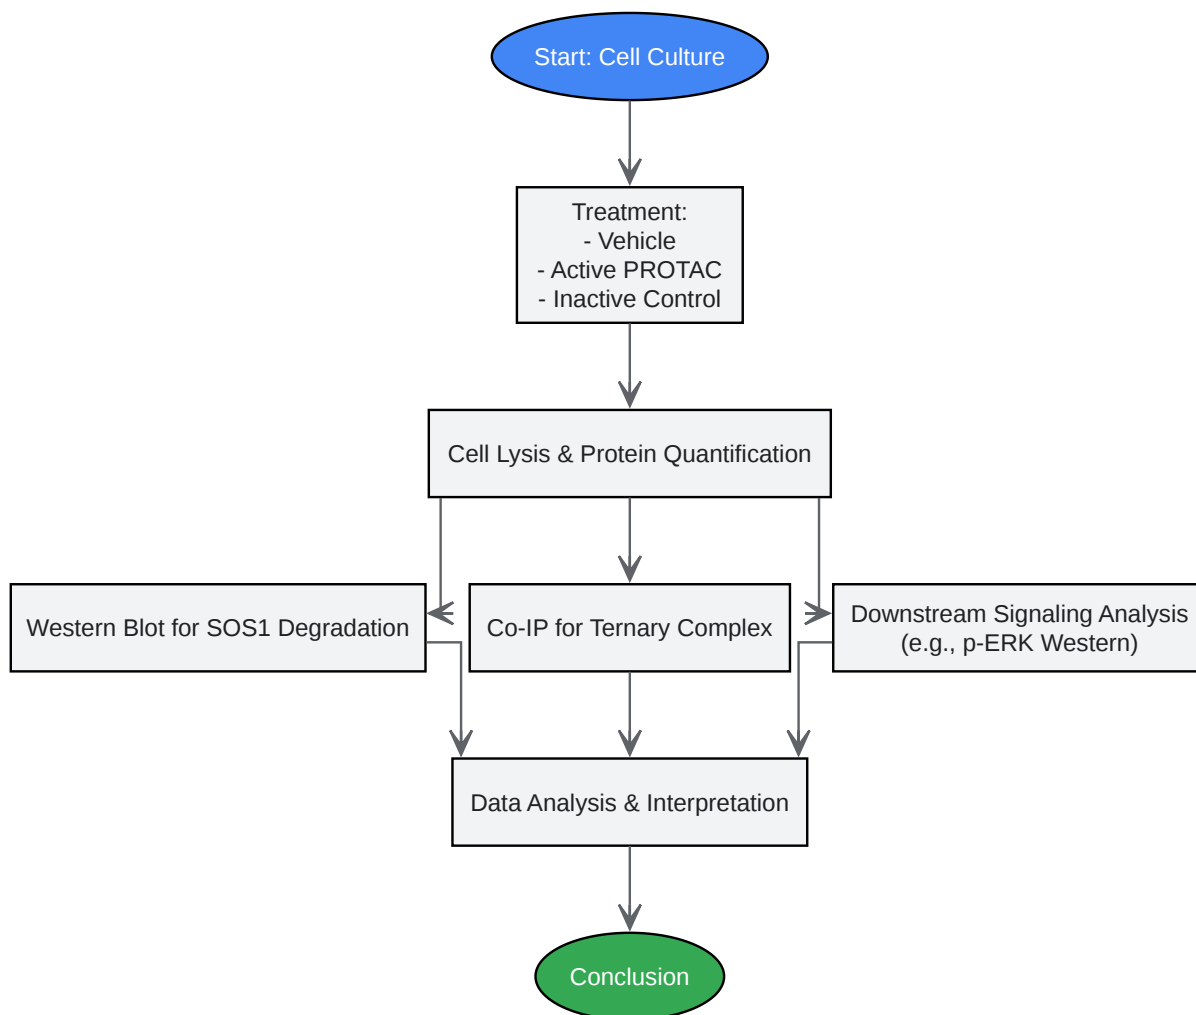 Start: Cell Culture
Treatment:
- Vehicle
- Active PROTAC
- Inactive Control
Cell Lysis & Protein Quantification
Western Blot for SOS1 Degradation
Co-IP for Ternary Complex
Downstream Signaling Analysis
(e.g., p-ERK Western)
Data Analysis & Interpretation
Conclusion